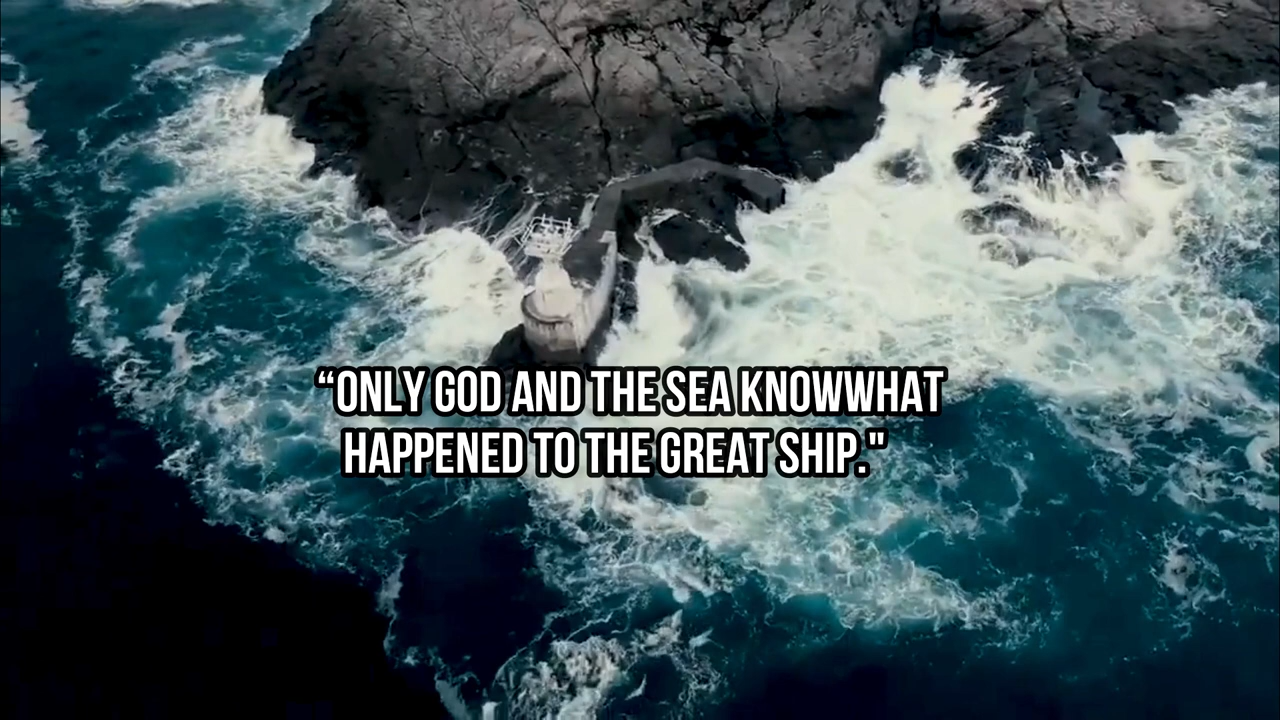 “ONLY GOD AND THE SEA KNOWWHAT
HAPPENED TO THE GREAT SHIP."